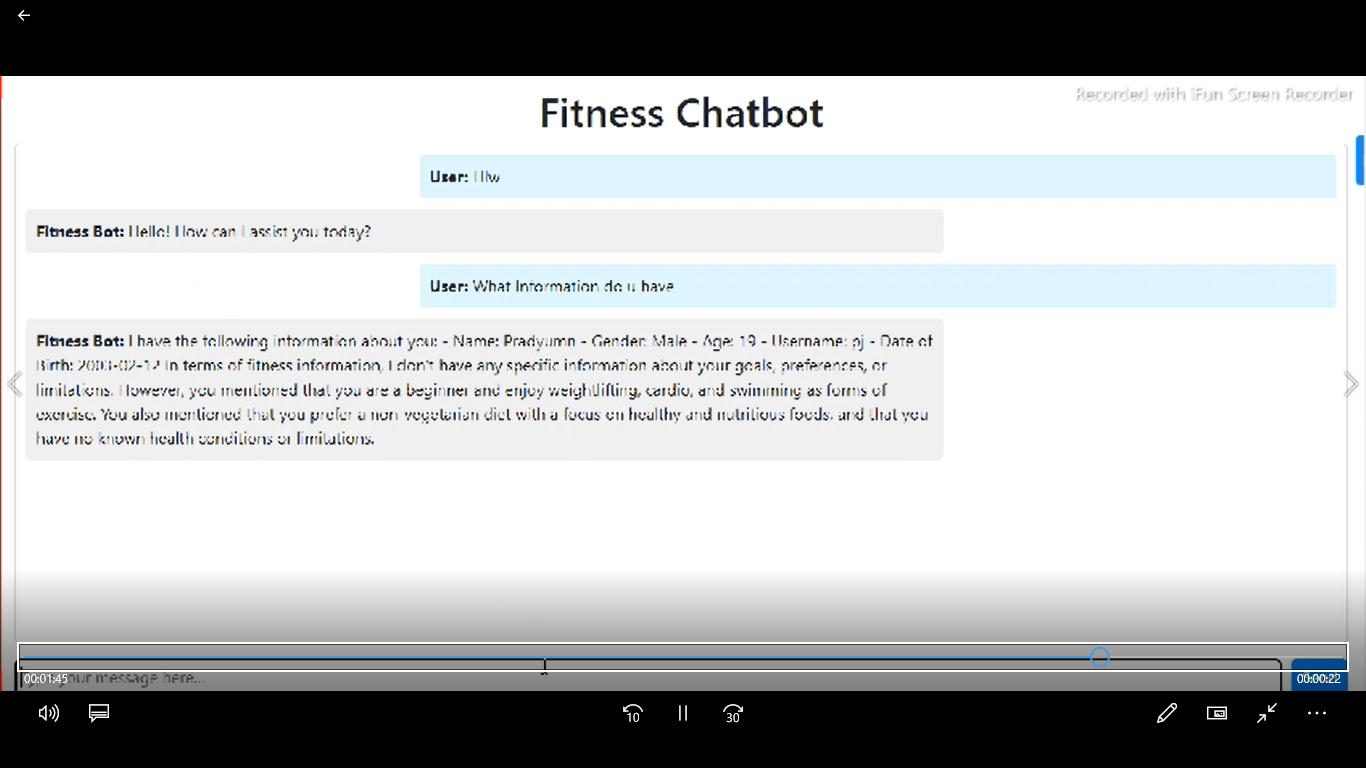 Recorded with iFun Screen Recorder
Fitness Chatbot
User: Hlw
Fitness Bot: Hello! How can I assist you today?
User: What Information do u have
Fitness Bot: I have the following information about you: - Name: Pradyumn - Gender: Male - Age: 19 - Username: pj - Date of
Birth: 2003-02-12 In terms of fitness information, I don't have any specific information about your goals, preferences, or
limitations. However, you mentioned that you are a beginner and enjoy weightlifting, cardio, and swimming as forms of
exercise. You also mentioned that you prefer a non-vegetarian diet with a focus on healthy and nutritious foods, and that you
have no known health conditions or limitations.
your message here...
00:01:45
00:00:22
10
30